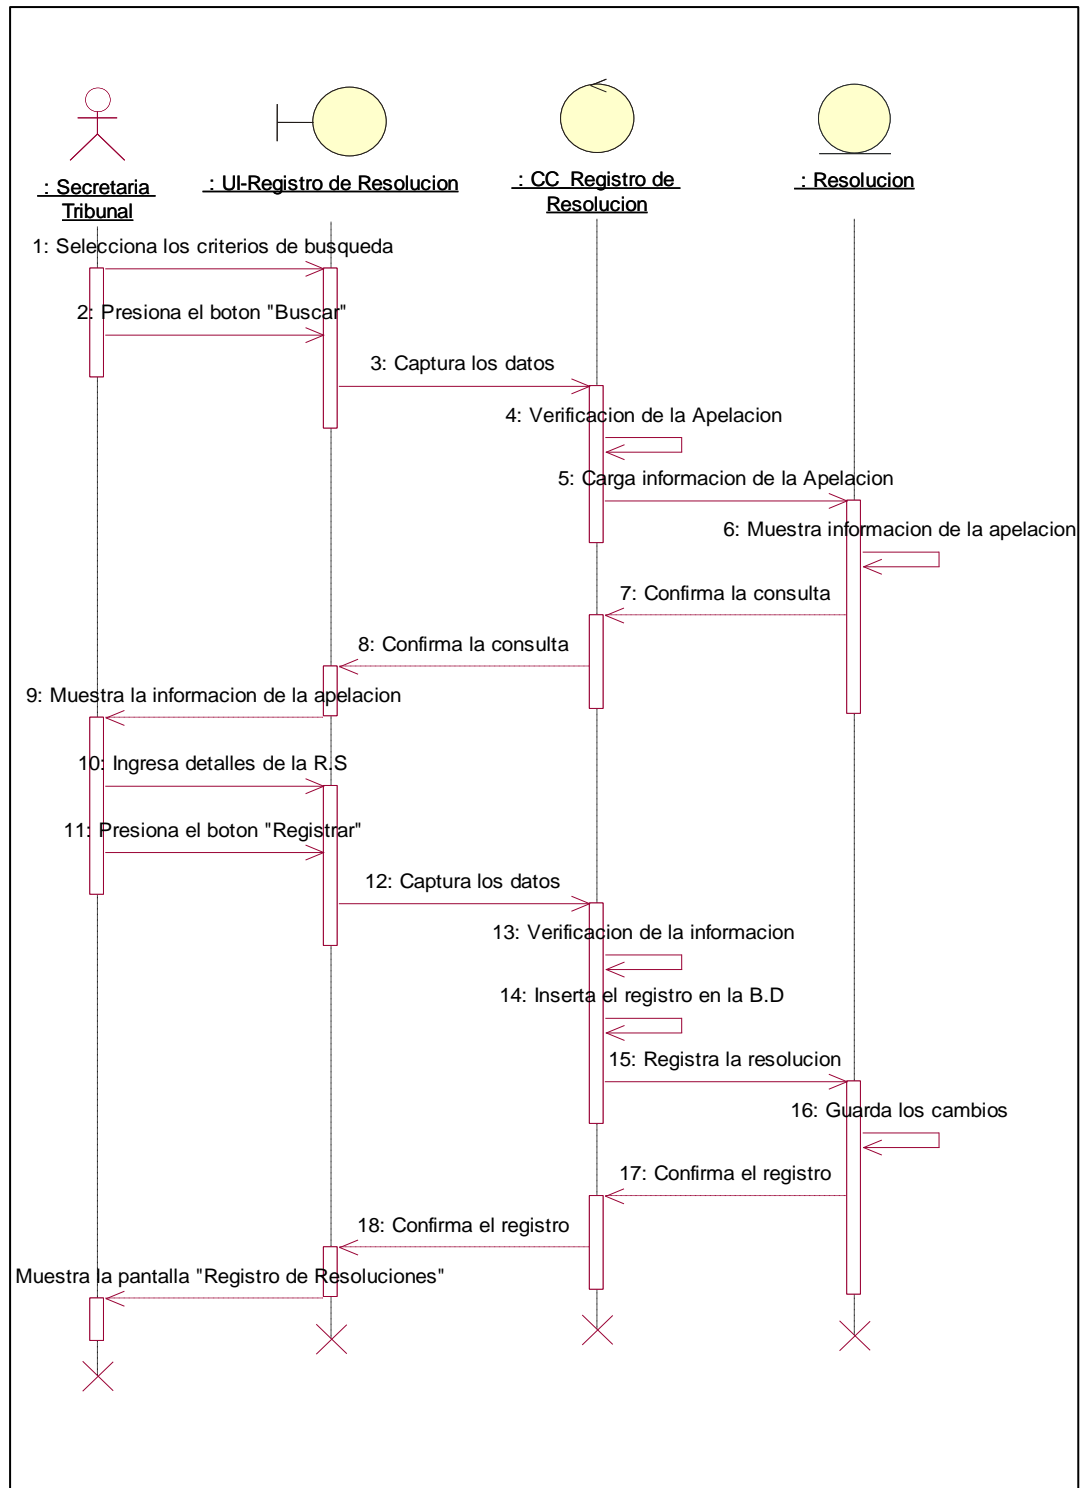 : Secretaria
Tribunal
: UI-Registro de Resolucion
: CC_Registro de
Resolucion
: Resolucion
1: Selecciona los criterios de busqueda
2: Presiona el boton "Buscar"
3: Captura los datos
4: Verificacion de la Apelacion
5: Carga informacion de la Apelacion
6: Muestra informacion de la apelacion
7: Confirma la consulta
8: Confirma la consulta
9: Muestra la informacion de la apelacion
10: Ingresa detalles de la R.S
11: Presiona el boton "Registrar"
12: Captura los datos
13: Verificacion de la informacion
14: Inserta el registro en la B.D
15: Registra la resolucion
16: Guarda los cambios
17: Confirma el registro
18: Confirma el registro
Muestra la pantalla "Registro de Resoluciones"